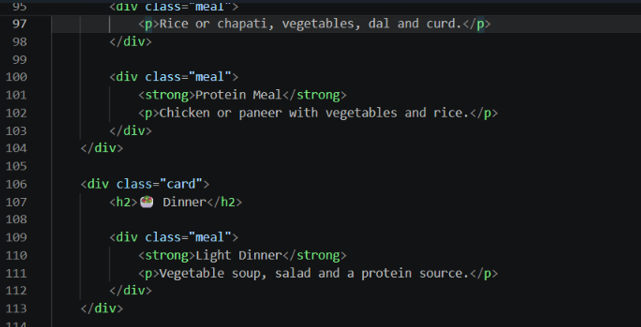 95 <div class="meal">
97 <p>Rice or chapati, vegetables, dal and curd.</p>
98 </div>
99
100 <div class="meal">
101 <strong>Protein Meal</strong>
102 <p>Chicken or paneer with vegetables and rice.</p>
103 </div>
104 </div>
105
106 <div class="card">
107 <h2>🥗 Dinner</h2>
108
109 <div class="meal">
110 <strong>Light Dinner</strong>
111 <p>Vegetable soup, salad and a protein source.</p>
112 </div>
113 </div>
114